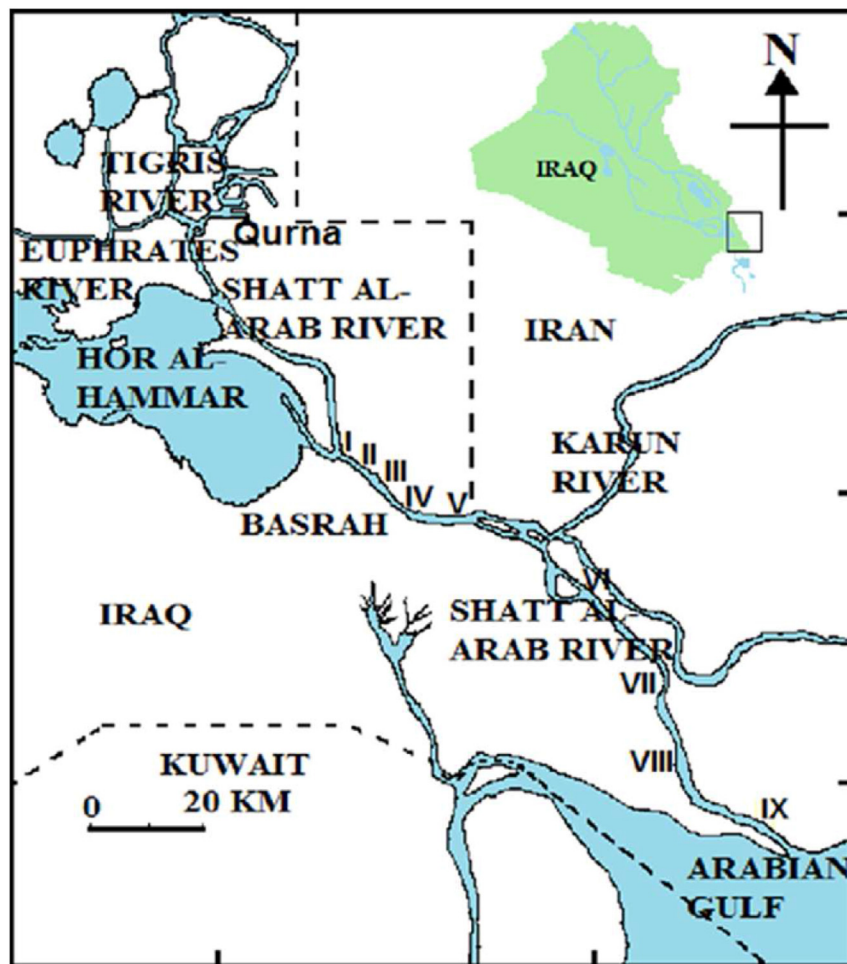 N
IRAQ
TIGRIS
RIVER
Qurna
EUPHRATES
RIVER
SHATT AL-
ARAB RIVER
IRAN
HOR AL-
HAMMAR
KARUN
RIVER
I
II
III
IV
V
BASRAH
VI
IRAQ
SHATT AL-
ARAB RIVER
VII
VIII
KUWAIT
0 20 KM
IX
ARABIAN
GULF